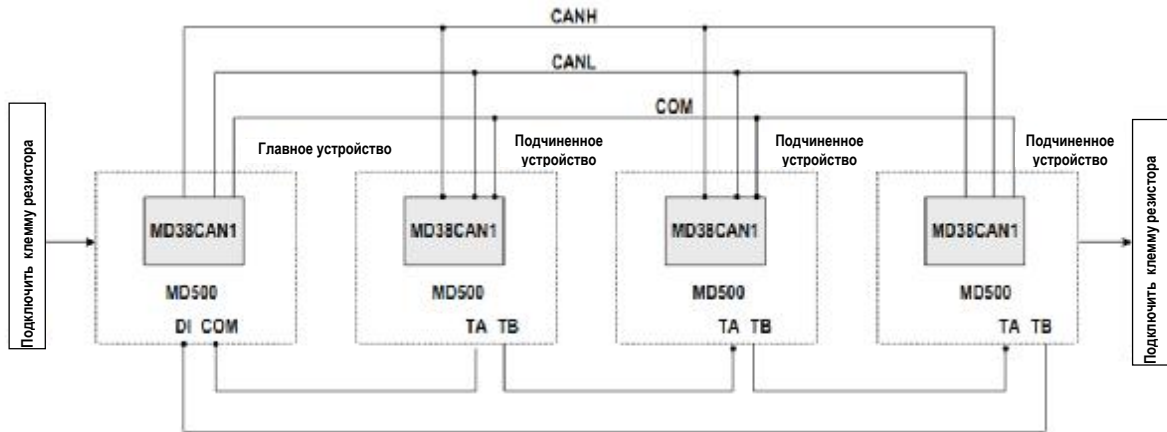 CANH
CANL
COM
Главное устройство
Подчиненное
устройство
Подчиненное
устройство
Подчиненное
устройство
Подключить клемму резистора
MD38CAN1
MD38CAN1
MD38CAN1
MD38CAN1
Подключить клемму резистора
MD500
MD500
MD500
MD500
DI COM
TA TB
TA TB
TA TB